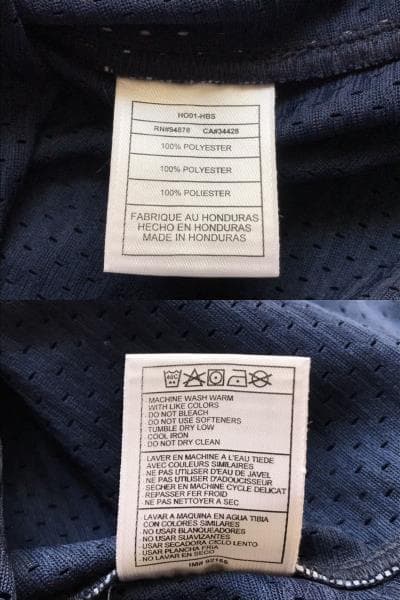 HO01-HBS
RN#94878 CA#34428
100% POLYESTER
100% POLYESTER
100% POLIESTER
FABRIQUE AU HONDURAS
HECHO EN HONDURAS
MADE IN HONDURAS
40C
MACHINE WASH WARM
WITH LIKE COLORS
DO NOT BLEACH
DO NOT USE SOFTENERS
TUMBLE DRY LOW
COOL IRON
DO NOT DRY CLEAN
LAVER EN MACHINE A L'EAU TIEDE
AVEC COULEURS SIMILAIRES
NE PAS UTILISER D'EAU DE JAVEL
NE PAS UTILISER D'ADOUCISSEUR
SECHER EN MACHINE CYCLE DELICAT
REPASSER FER FROID
NE PAS NETTOYER A SEC
LAVAR A MAQUINA EN AGUA TIBIA
CON COLORES SIMILARES
NO USAR BLANQUEADORES
NO USAR SUAVIZANTES
USAR SECADORA CICLO LENTO
USAR PLANCHA FRIA
NO LAVAR EN SECO
IM# 92166